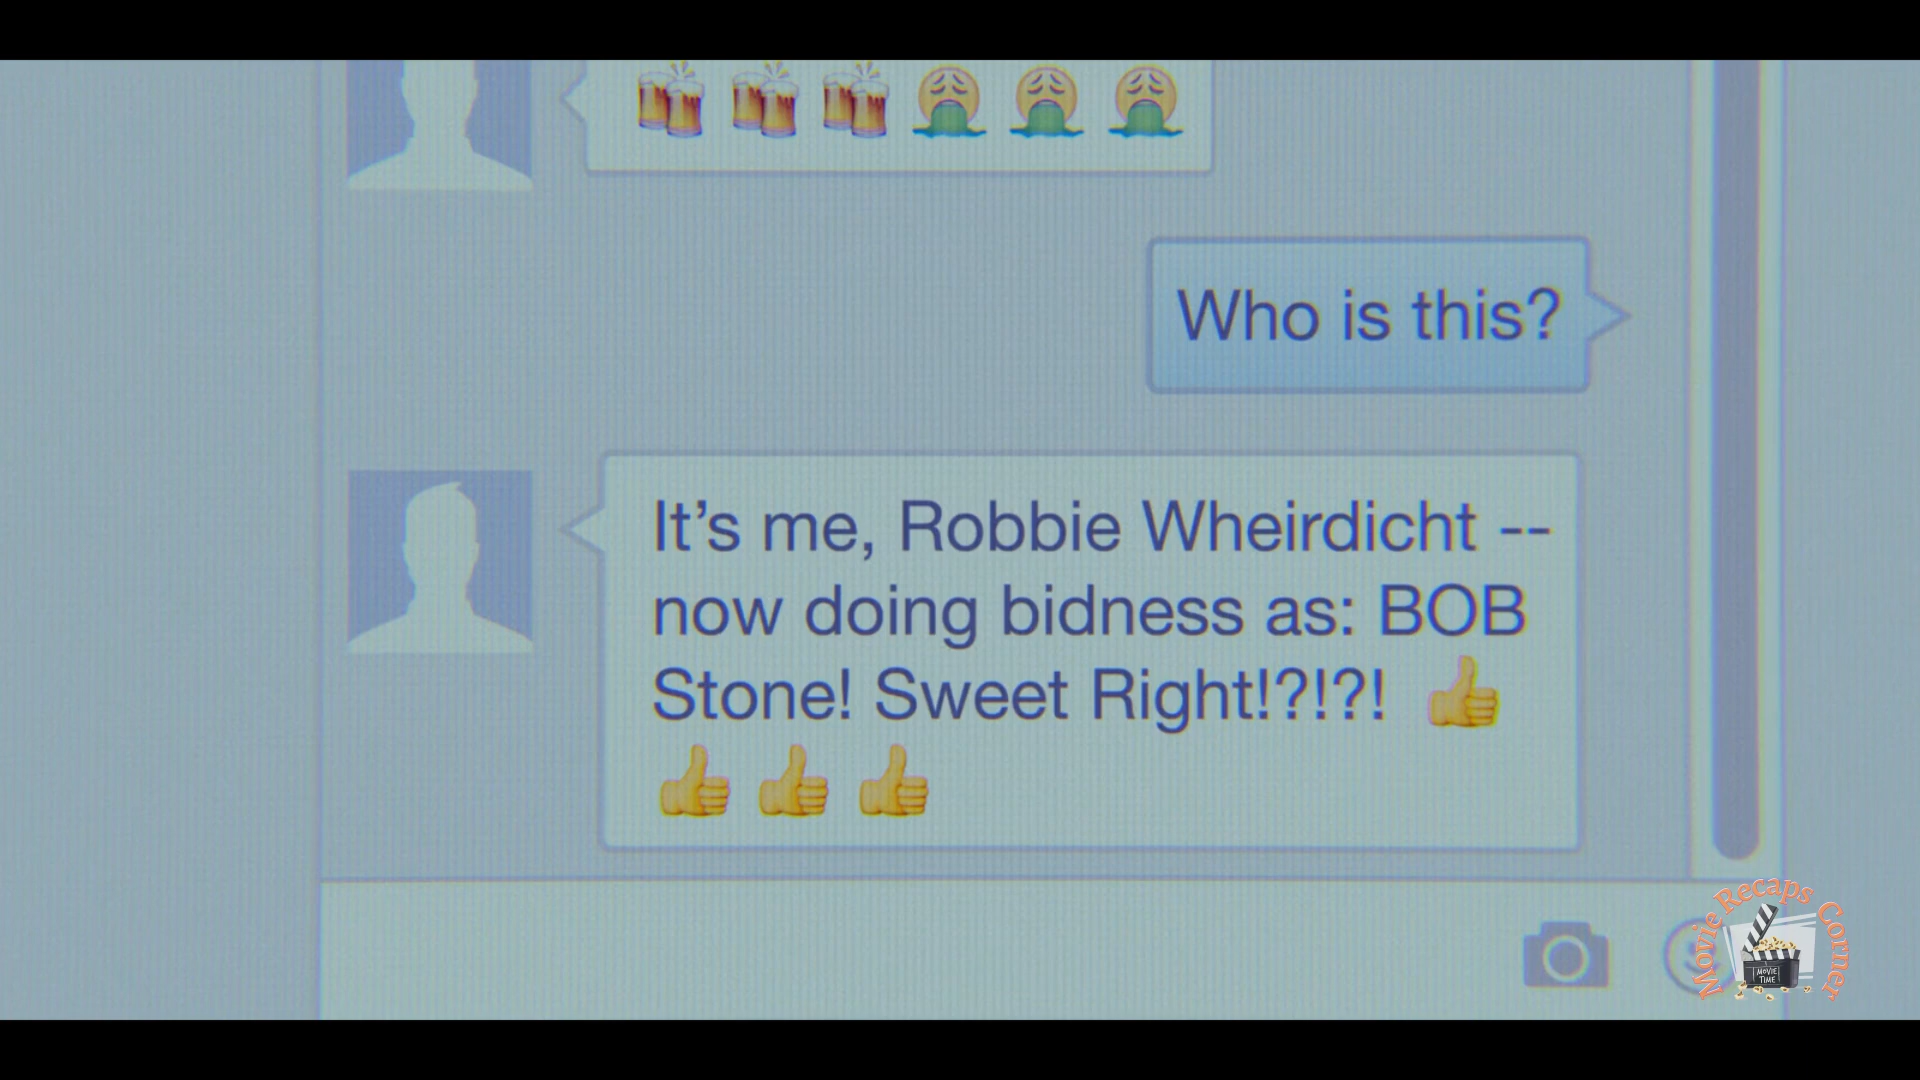 🍻 🍻 🍻 🤮 🤮 🤮
Who is this?
It's me, Robbie Wheirdicht --
now doing bidness as: BOB
Stone! Sweet Right!?!?! 👍
👍 👍 👍
Movie Recaps Corner
MOVIE
TIME